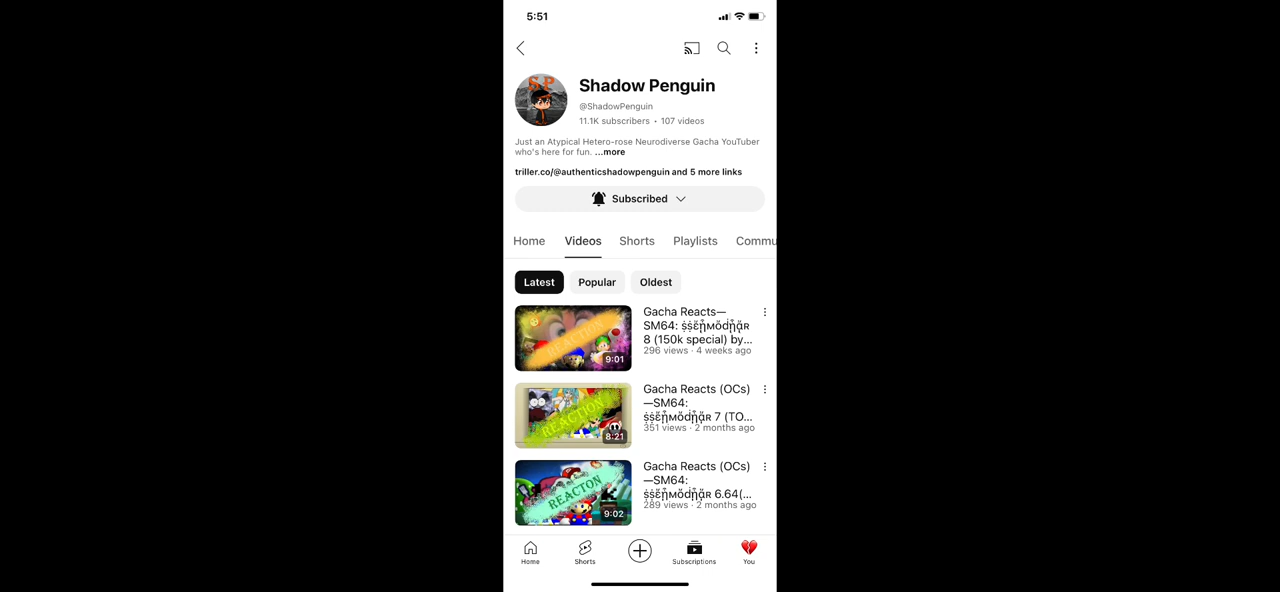 5:51
SP
Shadow Penguin
@ShadowPenguin
11.1K subscribers • 107 videos
Just an Atypical Hetero-rose Neurodiverse Gacha YouTuber
who's here for fun. ...more
triller.co/@authenticshadowpenguin and 5 more links
Subscribed
Home Videos Shorts Playlists Commu
Latest Popular Oldest
REACTION
9:01
Gacha Reacts—
SM64:
8 (150k special) by...
296 views · 4 weeks ago
REACTION
8:21
Gacha Reacts (OCs)
—SM64:
7 (TO...
351 views · 2 months ago
REACTON
9:02
Gacha Reacts (OCs)
—SM64:
6.64(...
289 views · 2 months ago
Home Shorts Subscriptions You